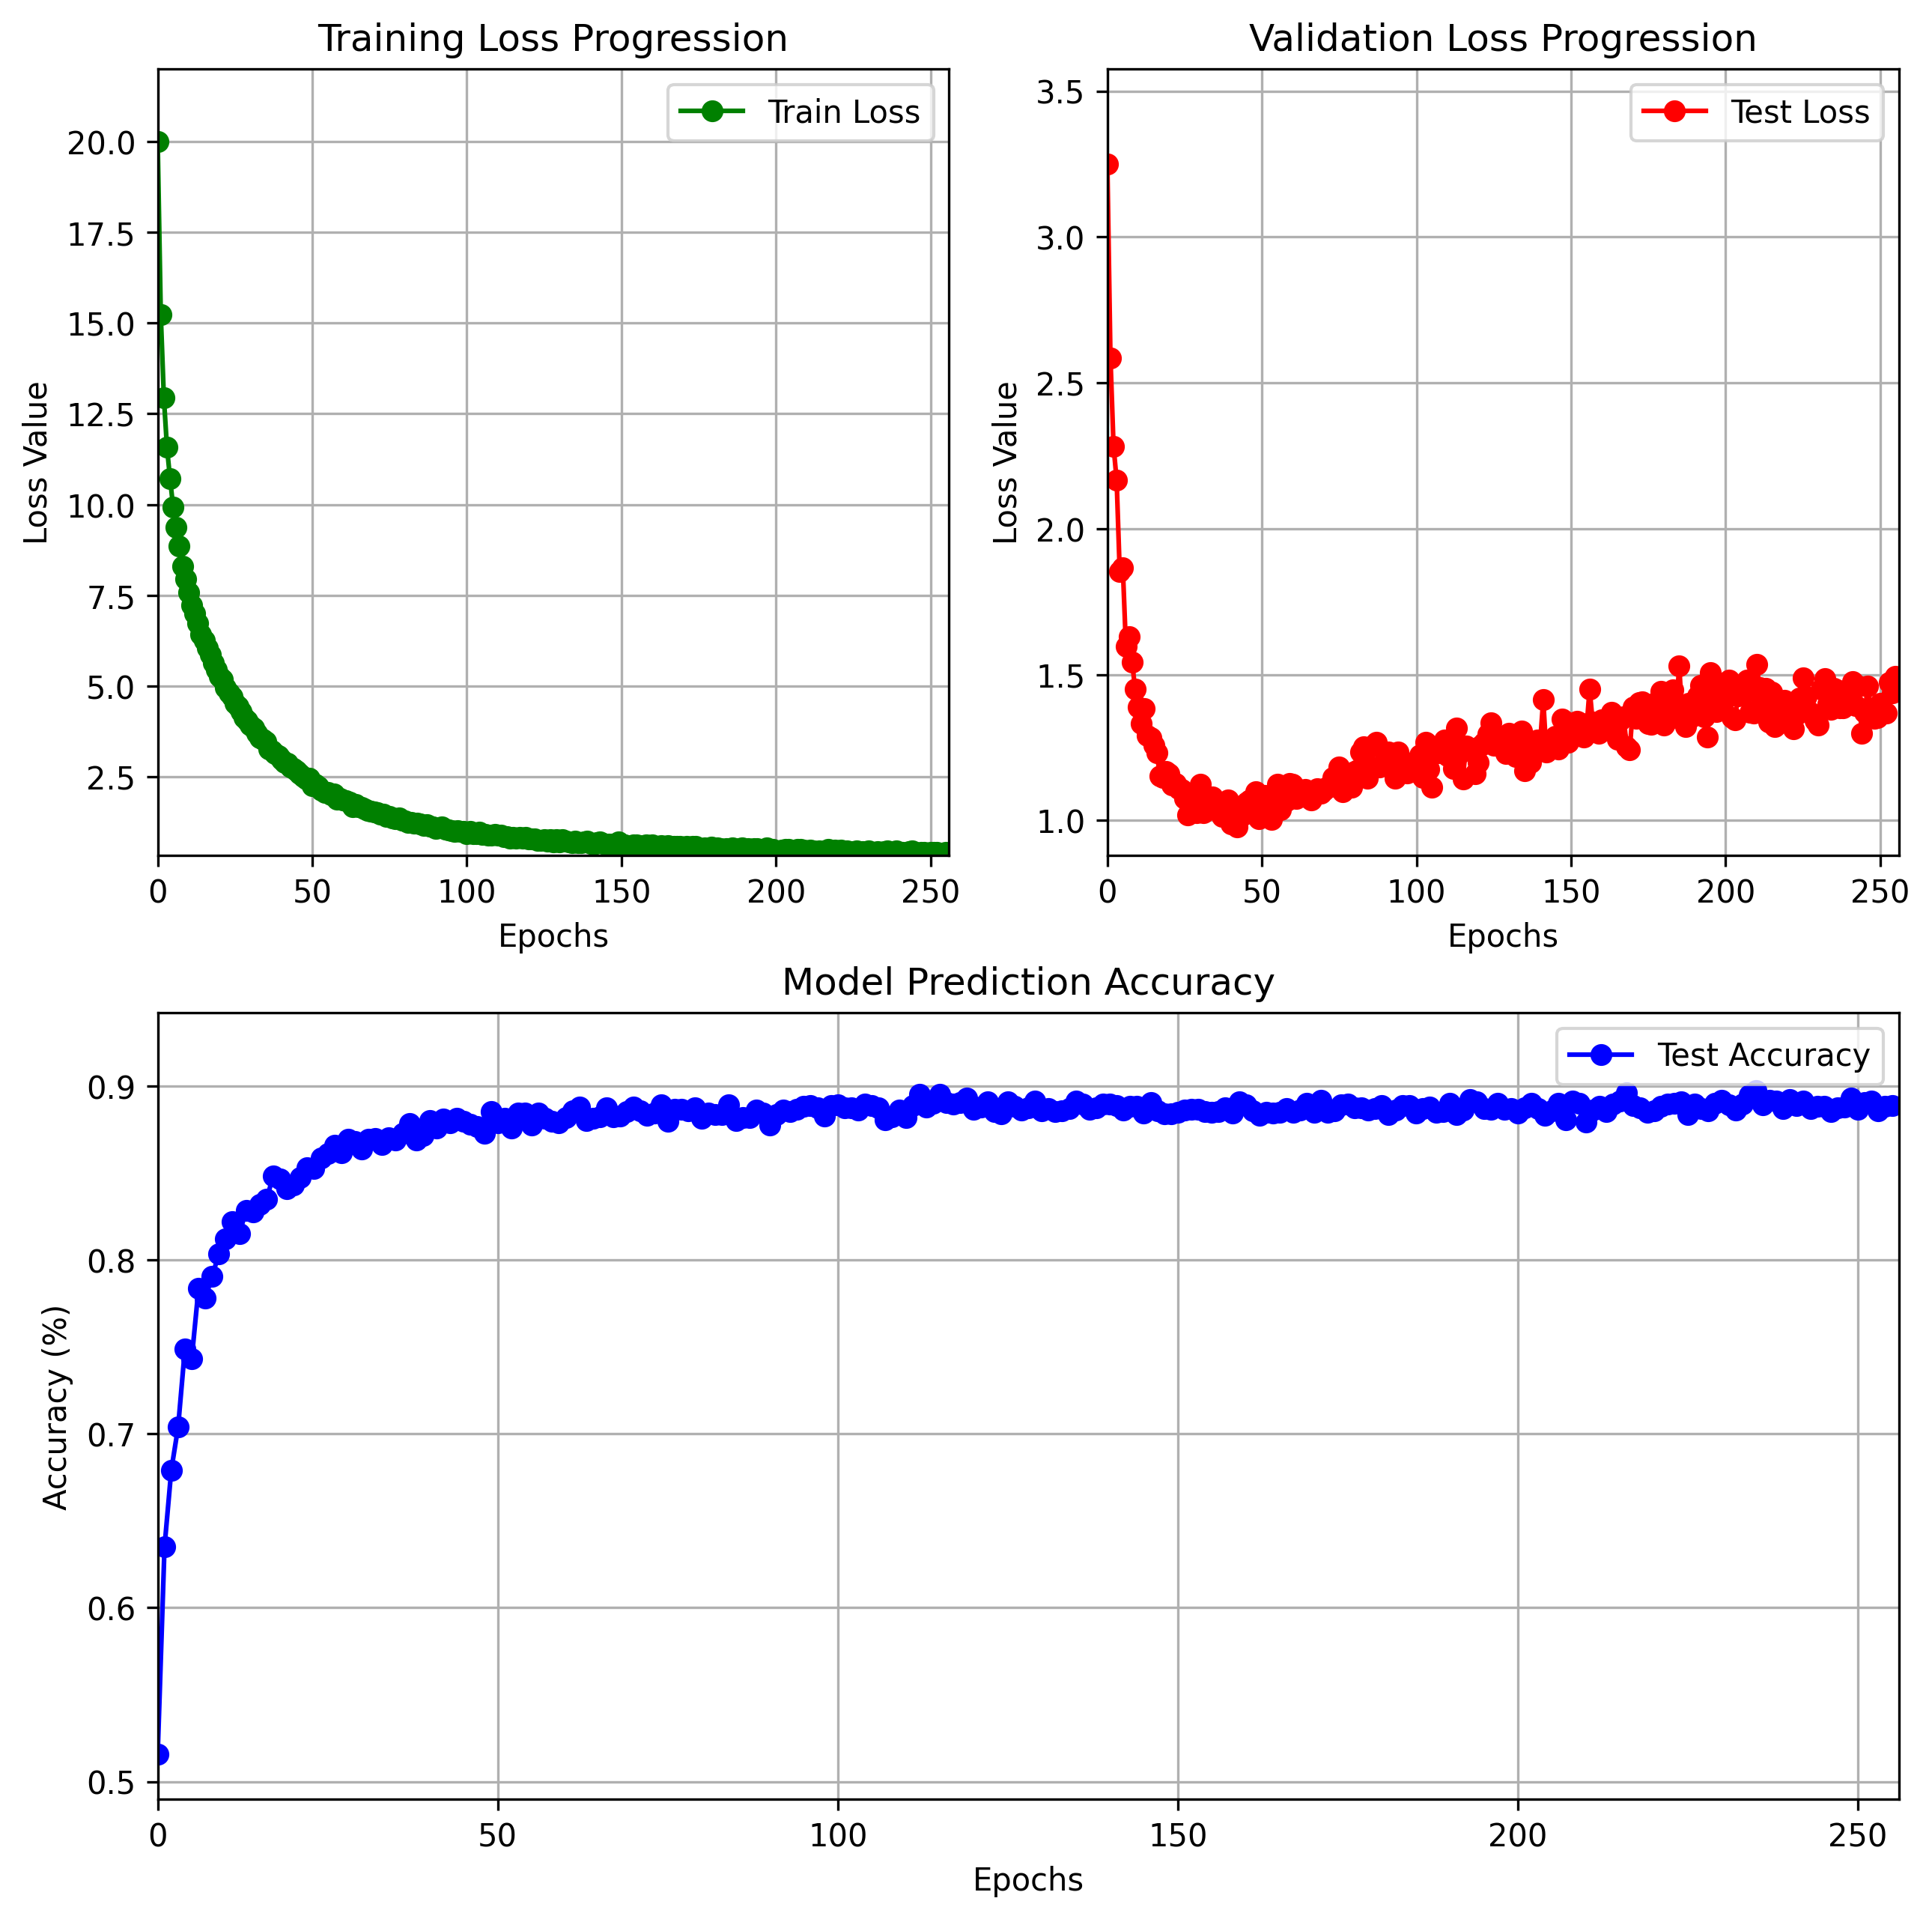 Training Loss Progression
Train Loss
20.0
17.5
15.0
12.5
10.0
7.5
5.0
2.5
Loss Value
0 50 100 150 200 250
Epochs
Validation Loss Progression
Test Loss
3.5
3.0
2.5
2.0
1.5
1.0
Loss Value
0 50 100 150 200 250
Epochs
Model Prediction Accuracy
Test Accuracy
0.9
0.8
0.7
0.6
0.5
Accuracy (%)
0 50 100 150 200 250
Epochs